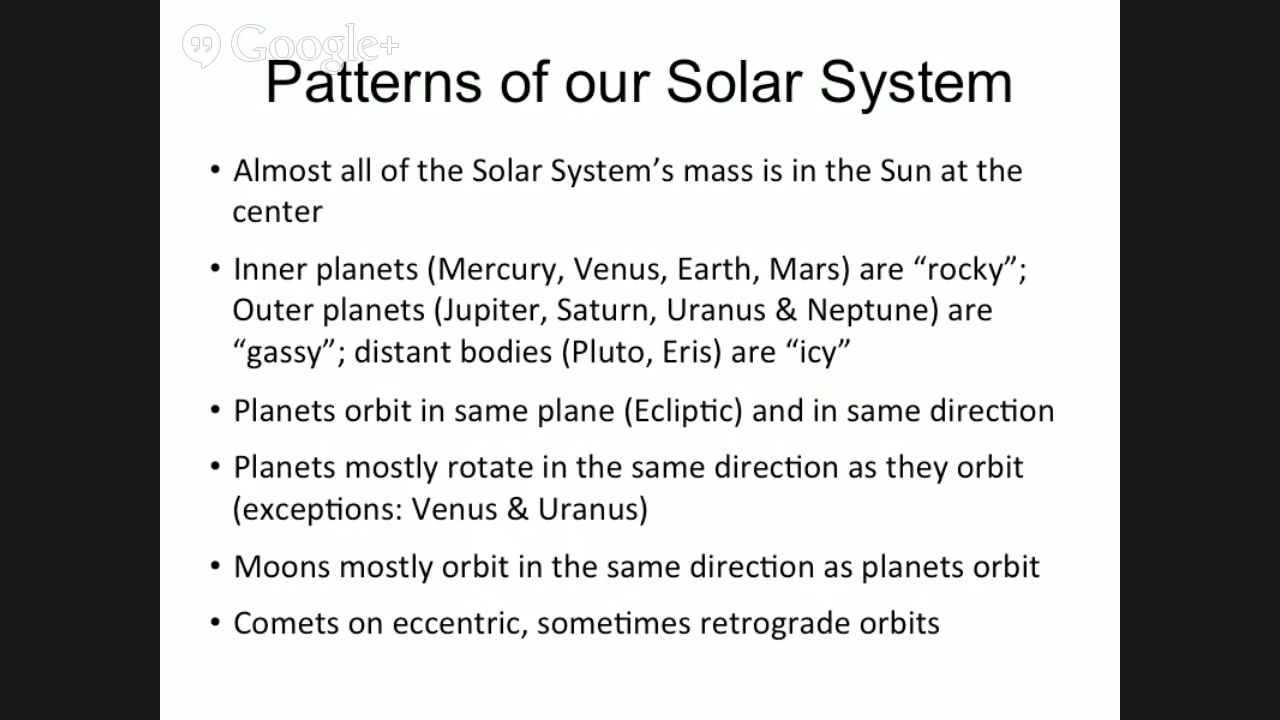 Google+
Patterns of our Solar System
• Almost all of the Solar System’s mass is in the Sun at the
center
• Inner planets (Mercury, Venus, Earth, Mars) are “rocky”;
Outer planets (Jupiter, Saturn, Uranus & Neptune) are
“gassy”; distant bodies (Pluto, Eris) are “icy”
• Planets orbit in same plane (Ecliptic) and in same direction
• Planets mostly rotate in the same direction as they orbit
(exceptions: Venus & Uranus)
• Moons mostly orbit in the same direction as planets orbit
• Comets on eccentric, sometimes retrograde orbits